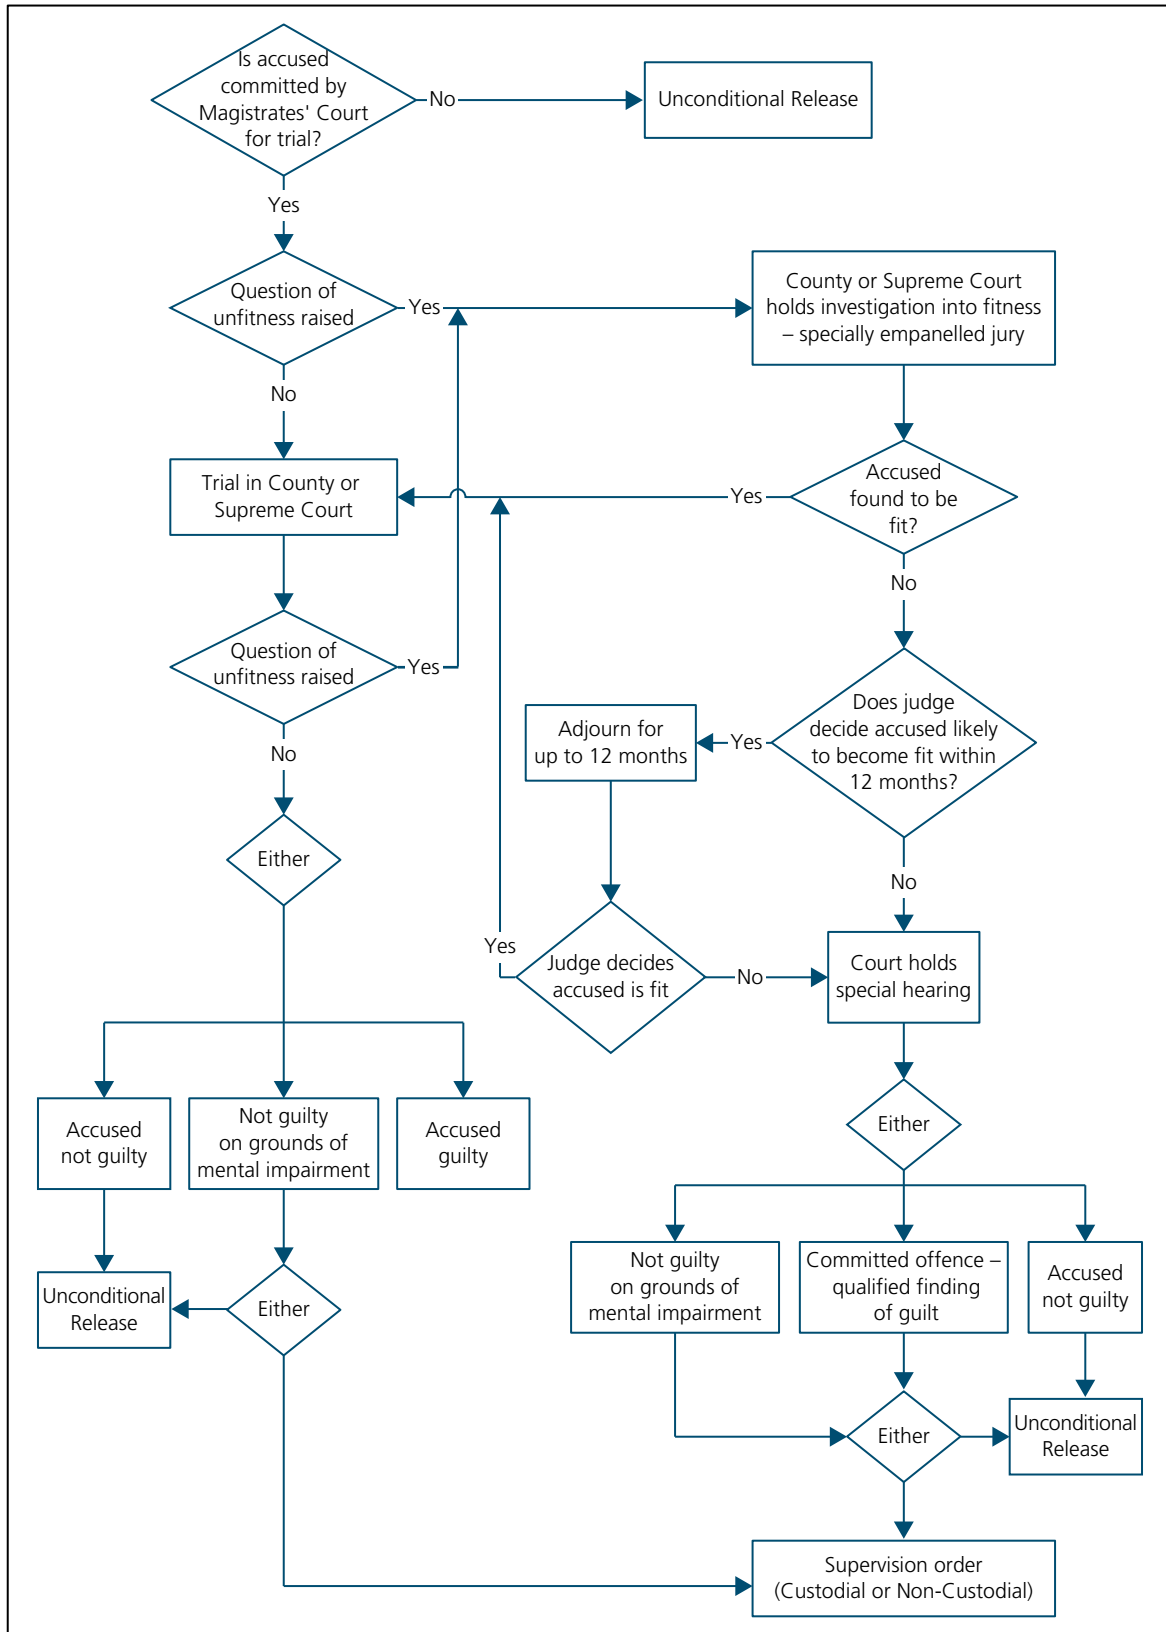 Is accused
committed by
Magistrates' Court
for trial?
No
Unconditional Release
Yes
Question of
unfitness raised
Yes
County or Supreme Court
holds investigation into fitness
– specially empanelled jury
No
Trial in County or
Supreme Court
Yes
Accused
found to be
fit?
No
Question of
unfitness raised
Yes
Does judge
decide accused likely
to become fit within
12 months?
Yes
Adjourn for
up to 12 months
No
No
Either
Yes
Judge decides
accused is fit
No
Court holds
special hearing
Accused
not guilty
Not guilty
on grounds of
mental impairment
Accused
guilty
Either
Unconditional
Release
Either
Not guilty
on grounds of
mental impairment
Committed offence –
qualified finding
of guilt
Accused
not guilty
Either
Unconditional
Release
Supervision order
(Custodial or Non-Custodial)